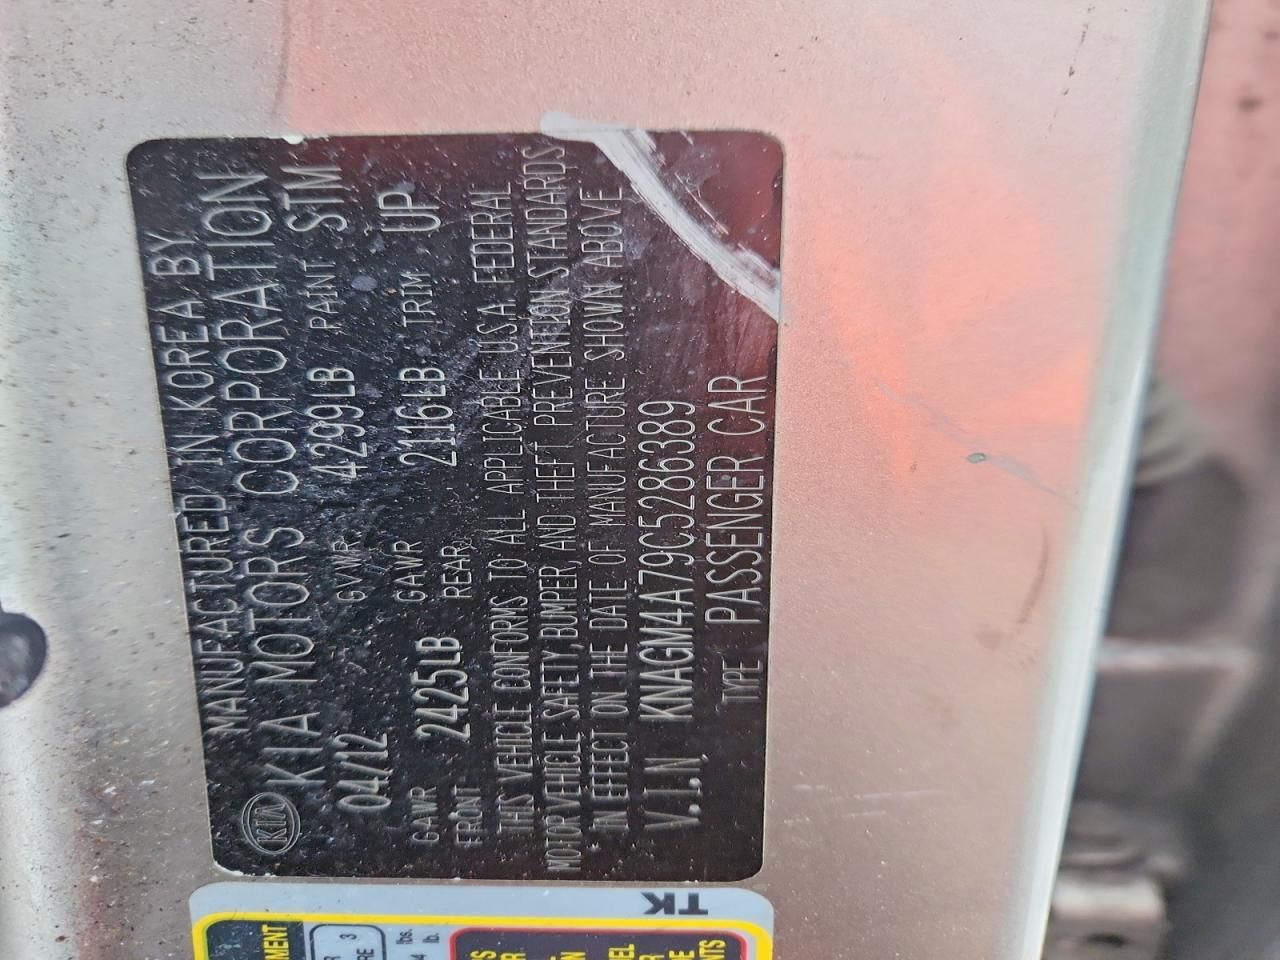 MANUFACTURED IN KOREA BY
KIA KIA MOTORS CORPORATION
04/12 GVWR 4299LB PAINT STM
GAWR FRONT 2425LB GAWR REAR 2116LB TRIM UP
THIS VEHICLE CONFORMS TO ALL APPLICABLE U.S.A. FEDERAL
MOTOR VEHICLE SAFETY, BUMPER, AND THEFT PREVENTION STANDARDS
IN EFFECT ON THE DATE OF MANUFACTURE SHOWN ABOVE
V.I.N KNAGM4A79C5286389
TYPE PASSENGER CAR
TK